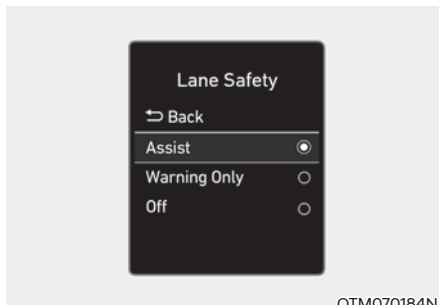 Lane Safety
Back
Assist
Warning Only
Off
OTM070184N